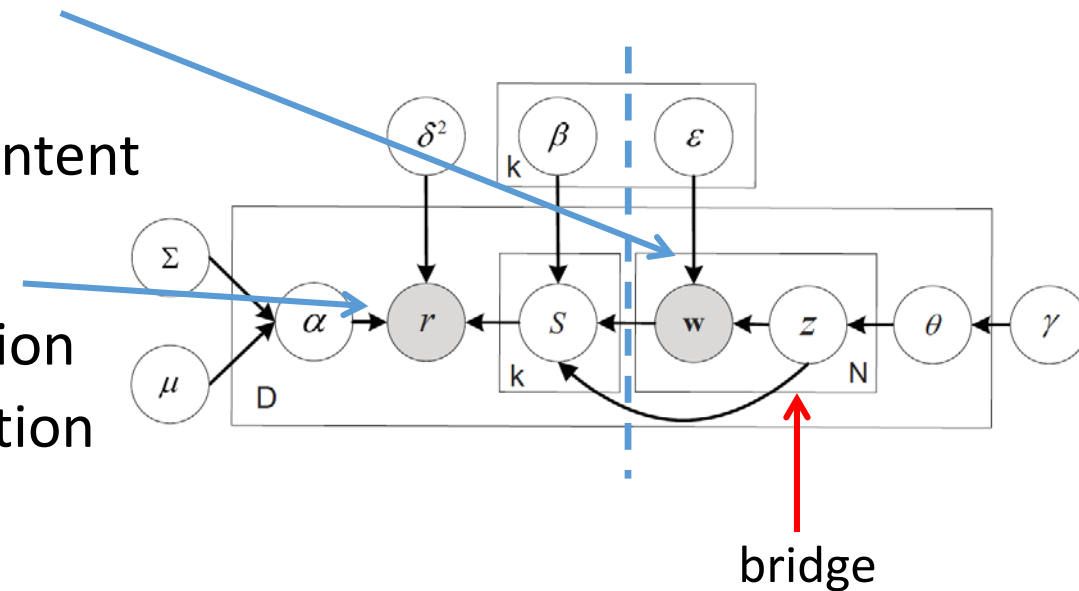 δ² β ε
k
ntent
Σ
α r S w z θ γ
ion
μ D k N
tion
bridge